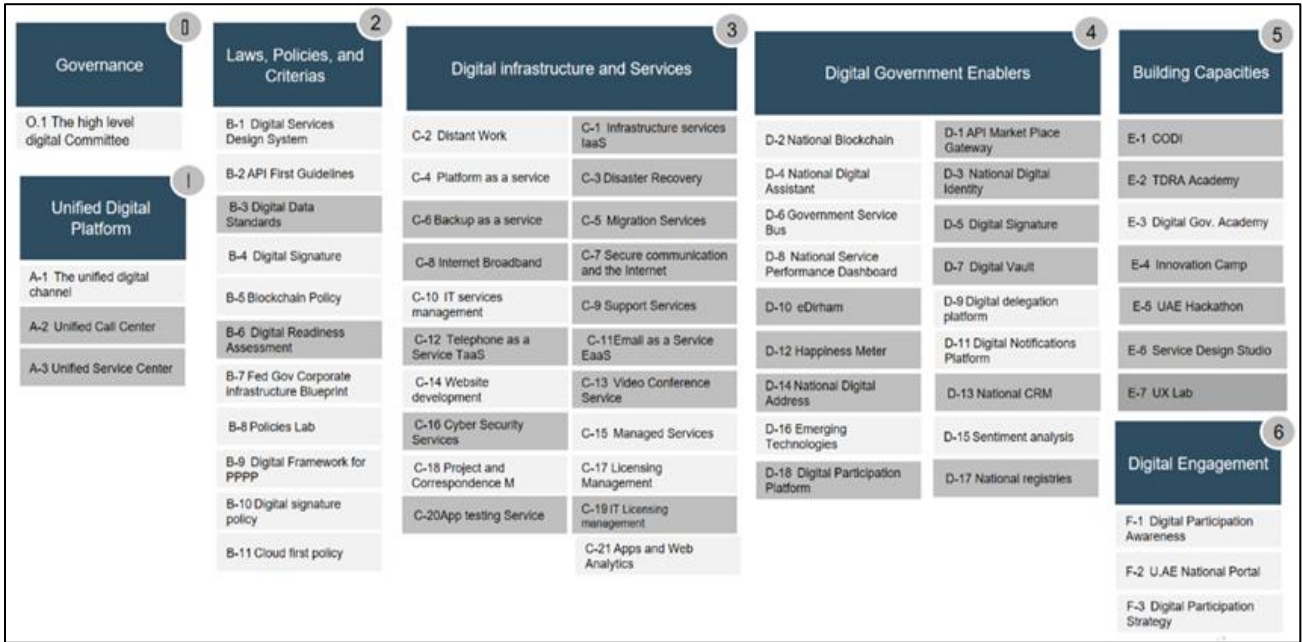 0
Governance
O.1 The high level
digital Committee
I
Unified Digital
Platform
A-1 The unified digital
channel
A-2 Unified Call Center
A-3 Unified Service Center
2
Laws, Policies, and
Criterias
B-1 Digital Services
Design System
B-2 API First Guidelines
B-3 Digital Data
Standards
B-4 Digital Signature
B-5 Blockchain Policy
B-6 Digital Readiness
Assessment
B-7 Fed Gov Corporate
infrastructure Blueprint
B-8 Policies Lab
B-9 Digital Framework for
PPPP
B-10 Digital signature
policy
B-11 Cloud first policy
3
Digital infrastructure and Services
C-2 Distant Work
C-1 Infrastructure services
IaaS
C-4 Platform as a service
C-3 Disaster Recovery
C-6 Backup as a service
C-5 Migration Services
C-8 Internet Broadband
C-7 Secure communication
and the Internet
C-10 IT services
management
C-9 Support Services
C-12 Telephone as a
Service TaaS
C-11Email as a Service
EaaS
C-14 Website
development
C-13 Video Conference
Service
C-16 Cyber Security
Services
C-15 Managed Services
C-18 Project and
Correspondence M
C-17 Licensing
Management
C-20App testing Service
C-19 IT Licensing
management
C-21 Apps and Web
Analytics
4
Digital Government Enablers
D-2 National Blockchain
D-1 API Market Place
Gateway
D-4 National Digital
Assistant
D-3 National Digital
Identity
D-6 Government Service
Bus
D-5 Digital Signature
D-8 National Service
Performance Dashboard
D-7 Digital Vault
D-10 eDirham
D-9 Digital delegation
platform
D-12 Happiness Meter
D-11 Digital Notifications
Platform
D-14 National Digital
Address
D-13 National CRM
D-16 Emerging
Technologies
D-15 Sentiment analysis
D-18 Digital Participation
Platform
D-17 National registries
5
Building Capacities
E-1 CODI
E-2 TDRA Academy
E-3 Digital Gov. Academy
E-4 Innovation Camp
E-5 UAE Hackathon
E-6 Service Design Studio
E-7 UX Lab
6
Digital Engagement
F-1 Digital Participation
Awareness
F-2 U.AE National Portal
F-3 Digital Participation
Strategy